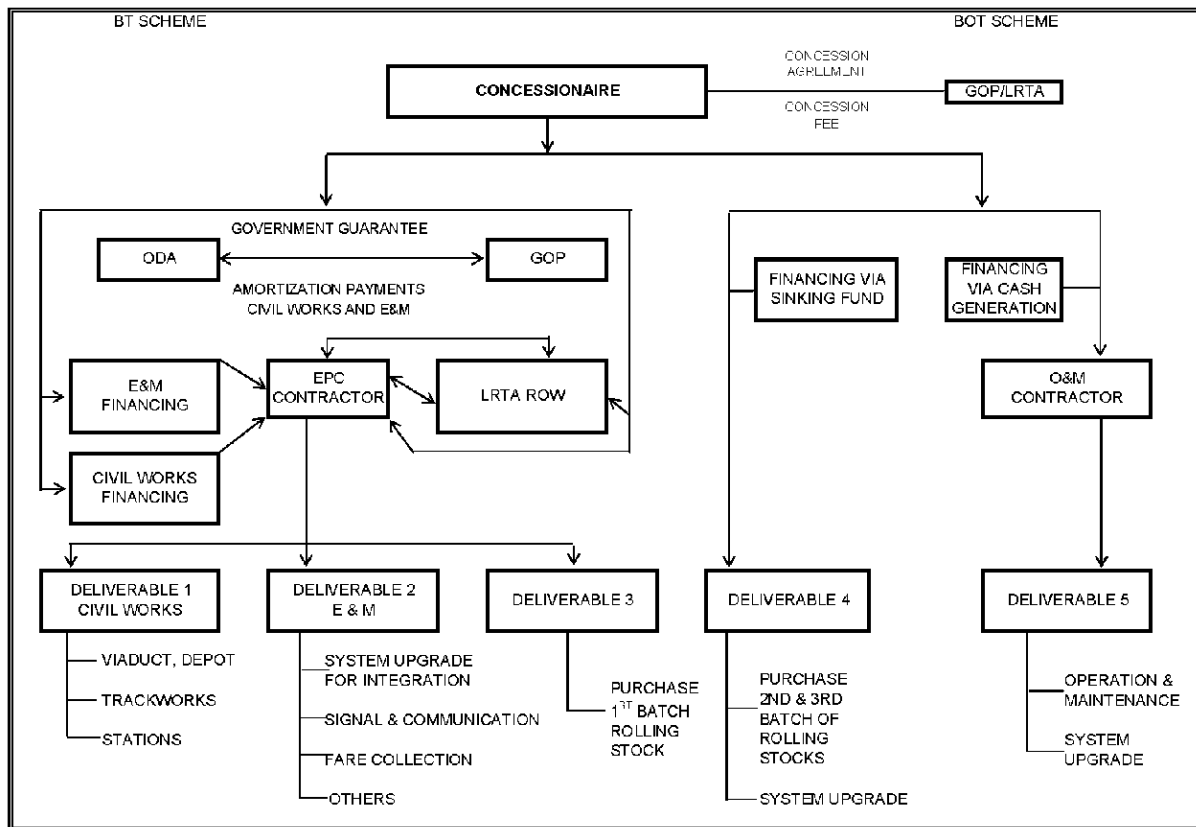 BT SCHEME
BOT SCHEME
CONCESSION
AGREEMENT
CONCESSIONAIRE
GOP/LRTA
CONCESSION
FEE
GOVERNMENT GUARANTEE
ODA
GOP
AMORTIZATION PAYMENTS
CIVIL WORKS AND E&M
FINANCING VIA
SINKING FUND
FINANCING
VIA CASH
GENERATION
E&M
FINANCING
EPC
CONTRACTOR
LRTA ROW
O&M
CONTRACTOR
CIVIL WORKS
FINANCING
DELIVERABLE 1
CIVIL WORKS
DELIVERABLE 2
E & M
DELIVERABLE 3
DELIVERABLE 4
DELIVERABLE 5
VIADUCT, DEPOT
TRACKWORKS
STATIONS
SYSTEM UPGRADE
FOR INTEGRATION
SIGNAL & COMMUNICATION
FARE COLLECTION
OTHERS
PURCHASE
1ST BATCH
ROLLING
STOCK
PURCHASE
2ND & 3RD
BATCH OF
ROLLING
STOCKS
SYSTEM UPGRADE
OPERATION &
MAINTENANCE
SYSTEM
UPGRADE